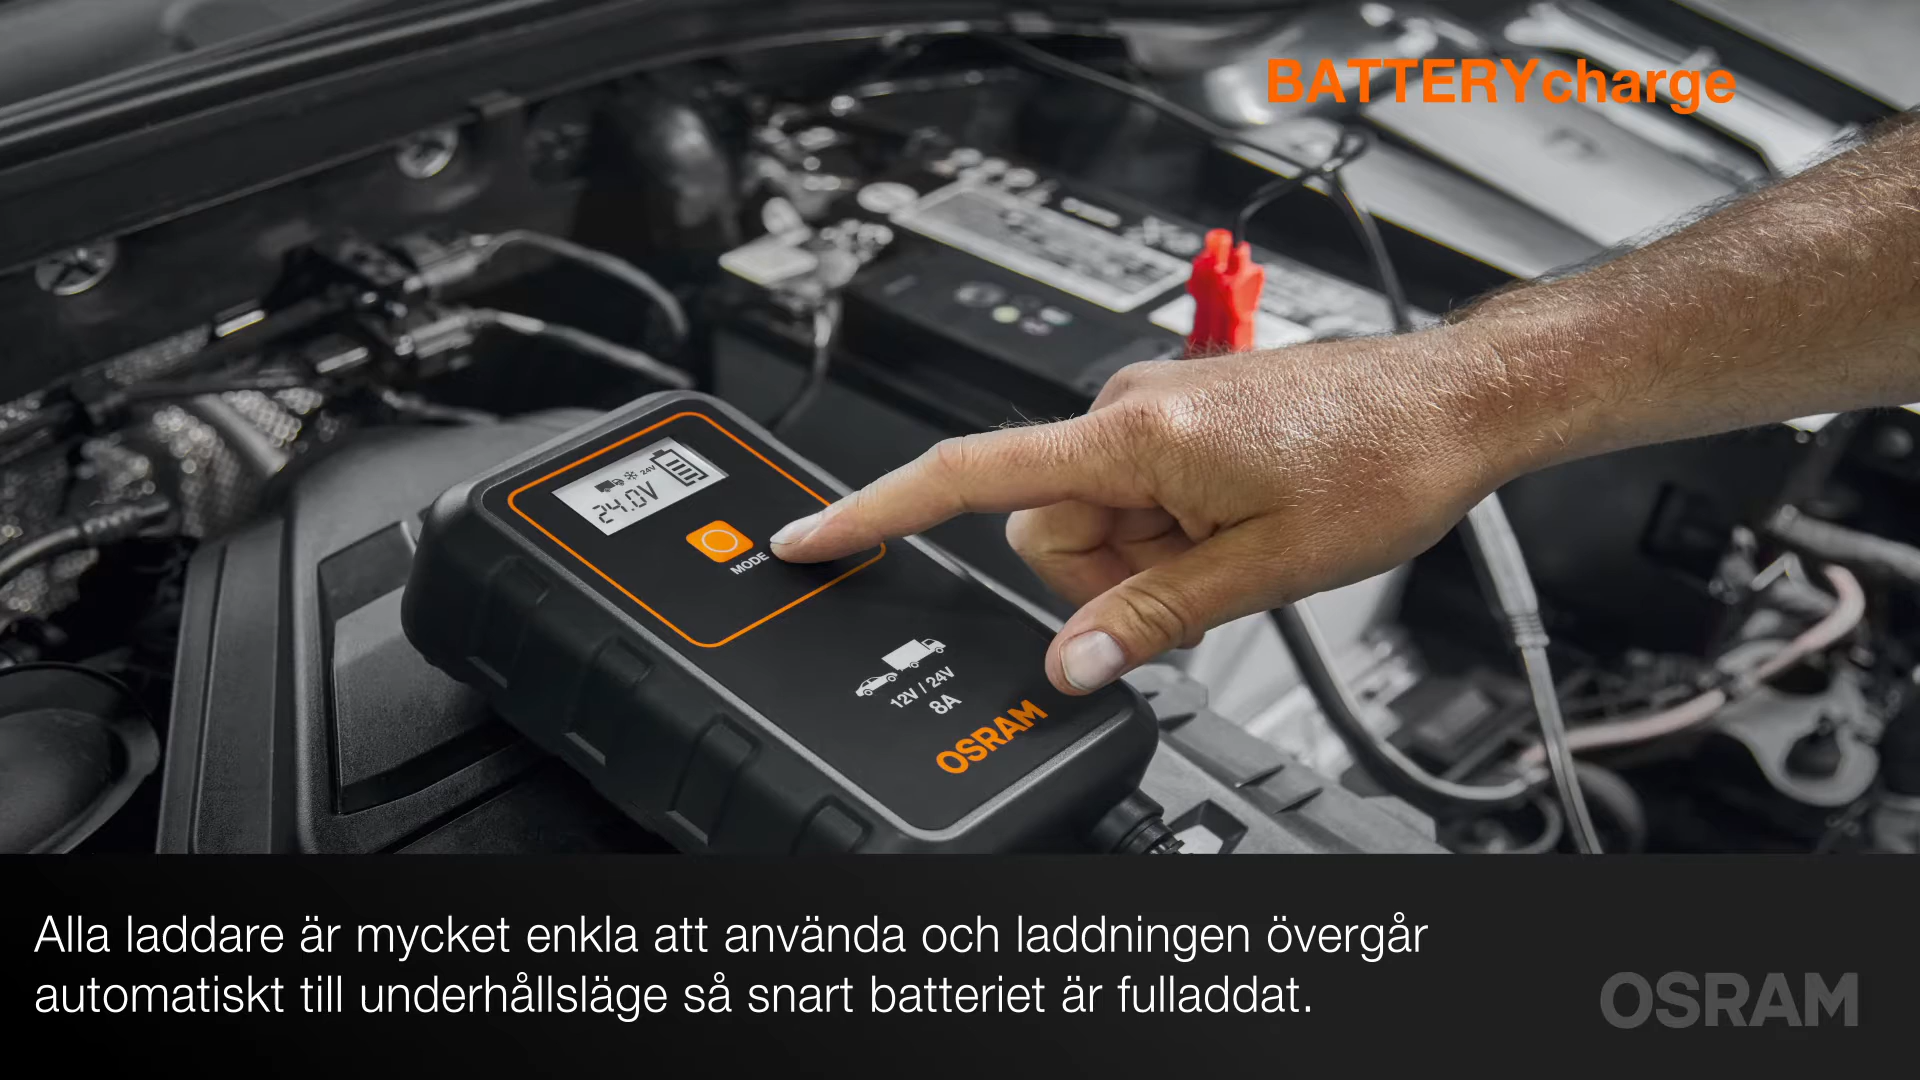 BATTERYcharge
24V
24.0V
MODE
12V / 24V
8A
OSRAM
Alla laddare är mycket enkla att använda och laddningen övergår
automatiskt till underhållsläge så snart batteriet är fulladdat.
OSRAM